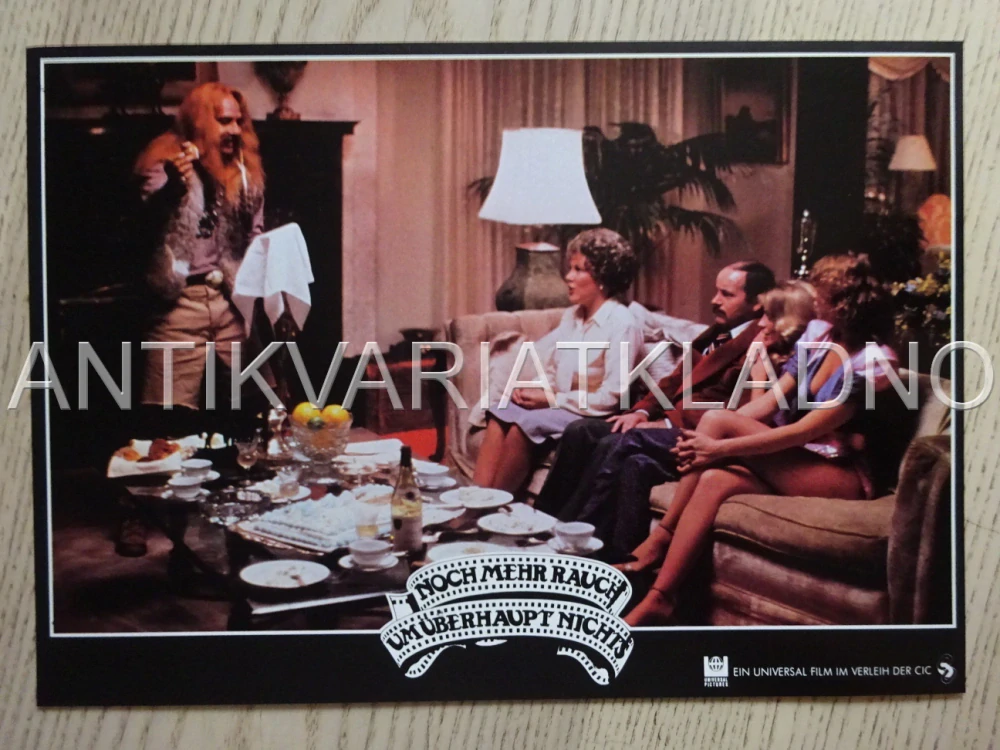 ANTIKVARIATKLADNO
NOCH MEHR RAUCH
UM ÜBERHAUPT NICHTS
UNIVERSAL
PICTURES
EIN UNIVERSAL FILM IM VERLEIH DER CIC